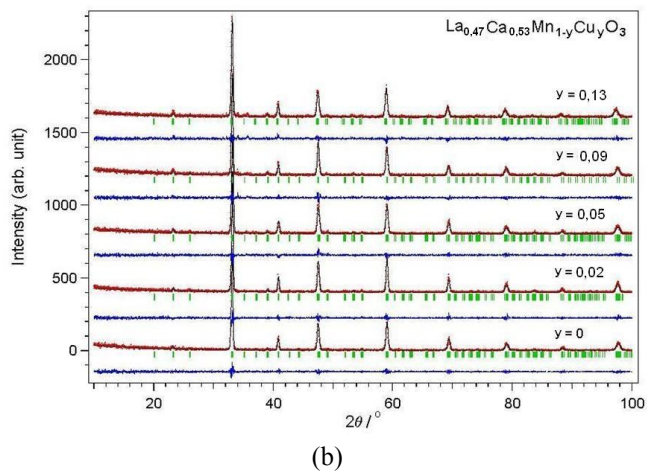 La0,47Ca0,53Mn1-yCuyO3
2000
y = 0,13
1500
y = 0,09
1000
y = 0,05
500
y = 0,02
0
y = 0
Intensity (arb. unit)
20 40 60 80 100
2θ / °
(b)